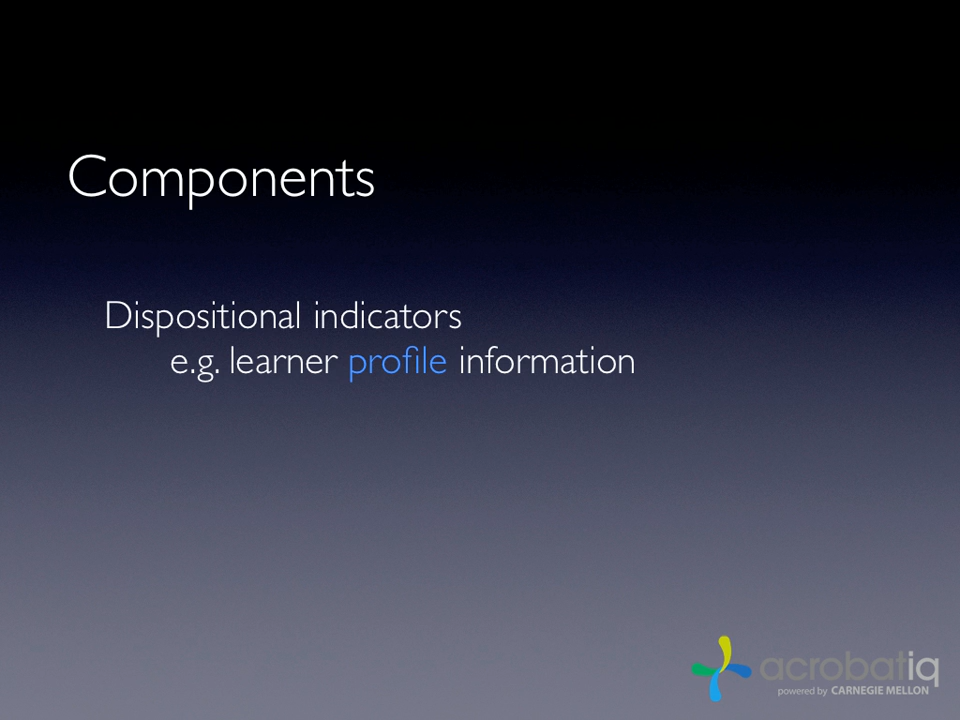 Components
Dispositional indicators
e.g. learner profile information
acrobatiq
powered by CARNEGIE MELLON